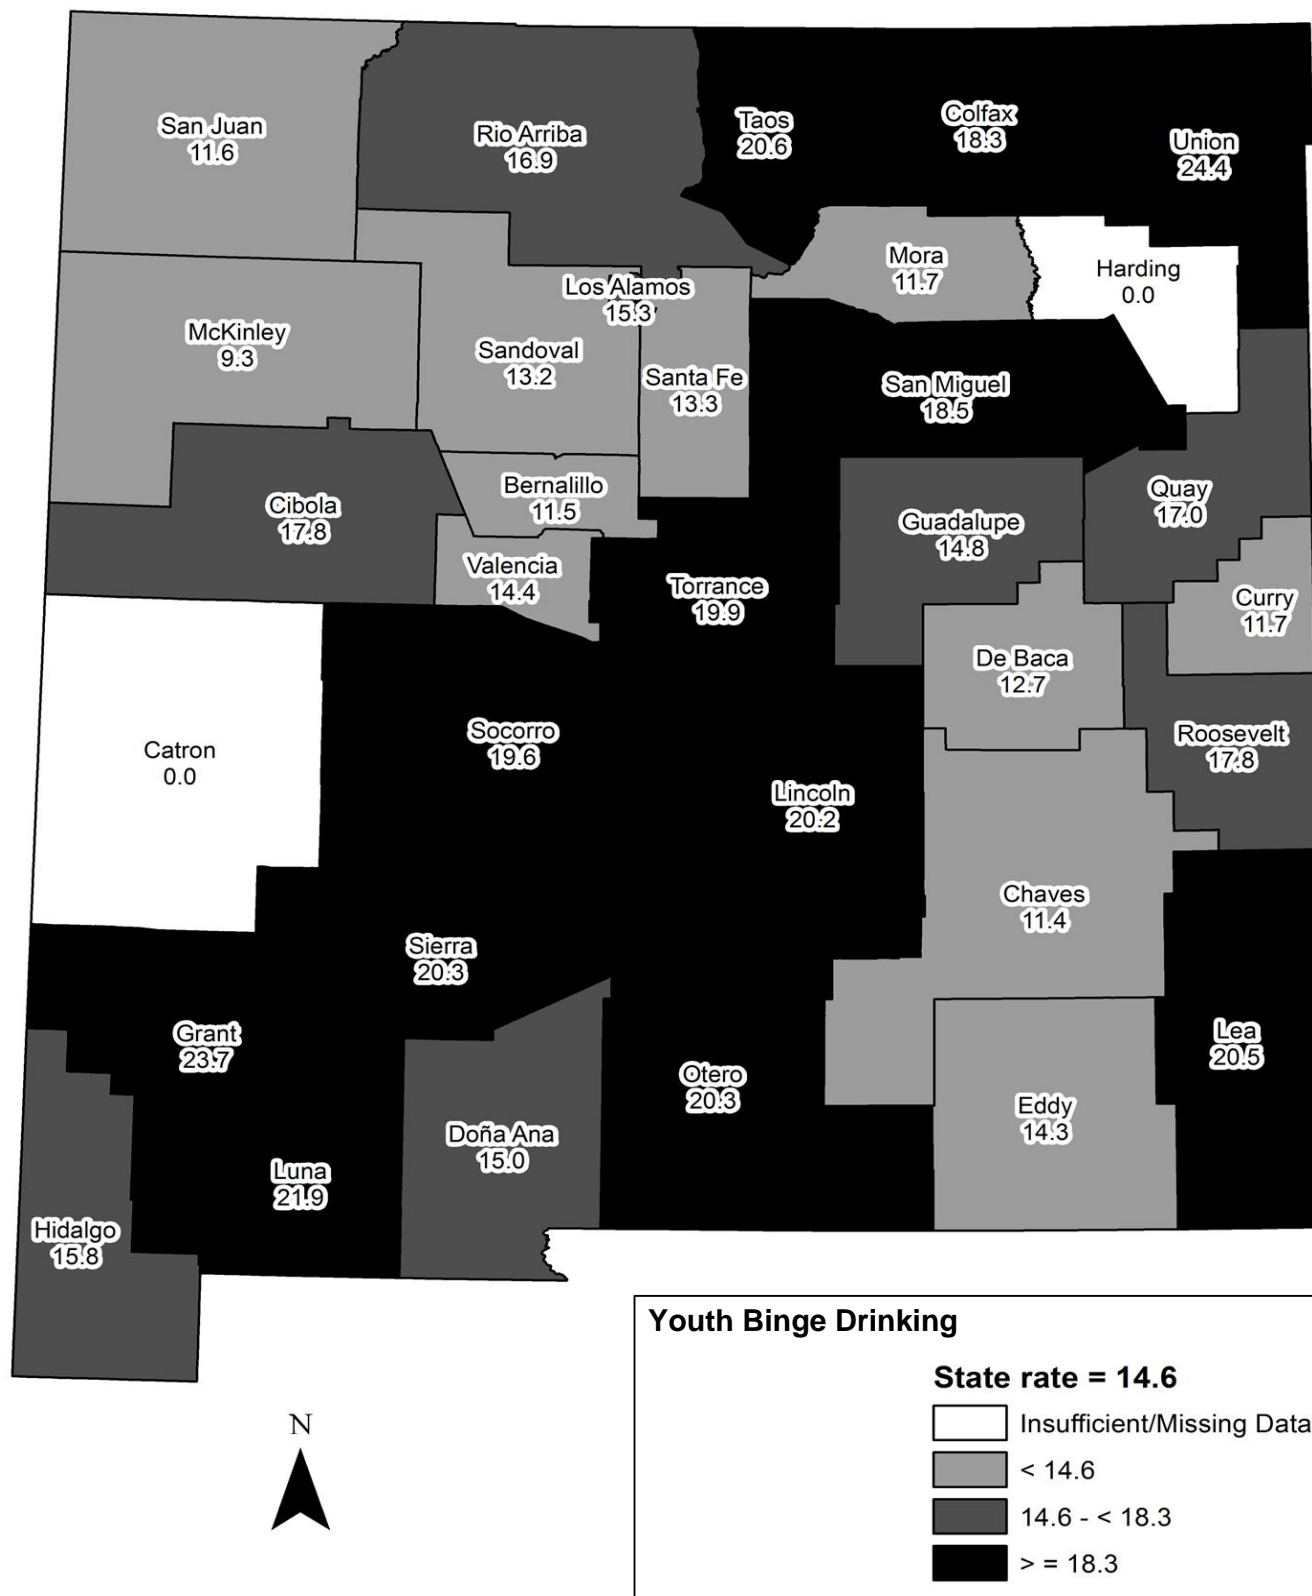 San Juan
11.6
Rio Arriba
16.9
Taos
20.6
Colfax
18.3
Union
24.4
Mora
11.7
Harding
0.0
Los Alamos
15.3
McKinley
9.3
Sandoval
13.2
Santa Fe
13.3
San Miguel
18.5
Cibola
17.8
Bernalillo
11.5
Guadalupe
14.8
Quay
17.0
Valencia
14.4
Torrance
19.9
Curry
11.7
De Baca
12.7
Socorro
19.6
Roosevelt
17.8
Catron
0.0
Lincoln
20.2
Chaves
11.4
Sierra
20.3
Grant
23.7
Otero
20.3
Lea
20.5
Eddy
14.3
Doña Ana
15.0
Luna
21.9
Hidalgo
15.8
Youth Binge Drinking
State rate = 14.6
Insufficient/Missing Data
< 14.6
14.6 - < 18.3
> = 18.3
N